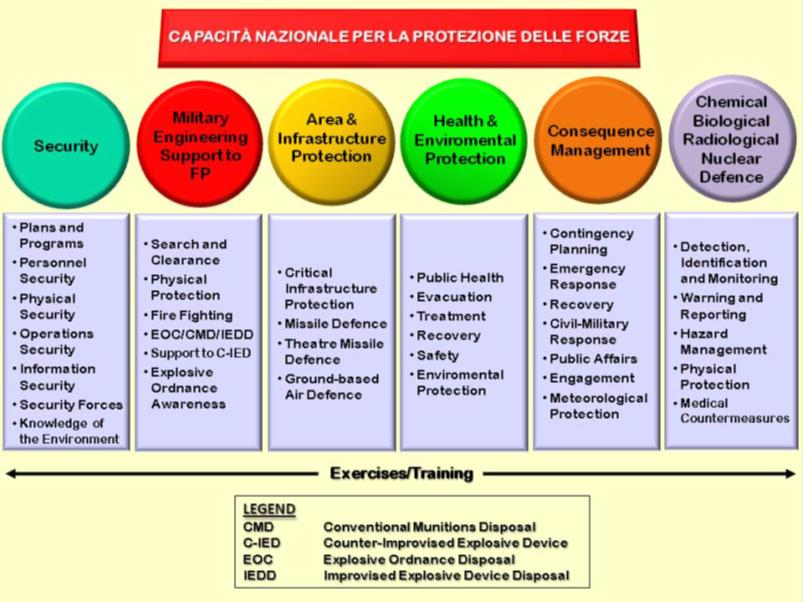 CAPACITÀ NAZIONALE PER LA PROTEZIONE DELLE FORZE
Security
Military
Engineering
Support to
FP
Area &
Infrastructure
Protection
Health &
Enviromental
Protection
Consequence
Management
Chemical
Biological
Radiological
Nuclear
Defence
• Plans and
Programs
• Personnel
Security
• Physical
Security
• Operations
Security
• Information
Security
• Security Forces
• Knowledge of
the Environment
• Search and
Clearance
• Physical
Protection
• Fire Fighting
• EOC/CMD/IEDD
• Support to C-IED
• Explosive
Ordnance
Awareness
• Critical
Infrastructure
Protection
• Missile Defence
• Theatre Missile
Defence
• Ground-based
Air Defence
• Public Health
• Evacuation
• Treatment
• Recovery
• Safety
• Enviromental
Protection
• Contingency
Planning
• Emergency
Response
• Recovery
• Civil-Military
Response
• Public Affairs
• Engagement
• Meteorological
Protection
• Detection,
Identification
and Monitoring
• Warning and
Reporting
• Hazard
Management
• Physical
Protection
• Medical
Countermeasures
Exercises/Training
LEGEND
CMD Conventional Munitions Disposal
C-IED Counter-Improvised Explosive Device
EOC Explosive Ordnance Disposal
IEDD Improvised Explosive Device Disposal